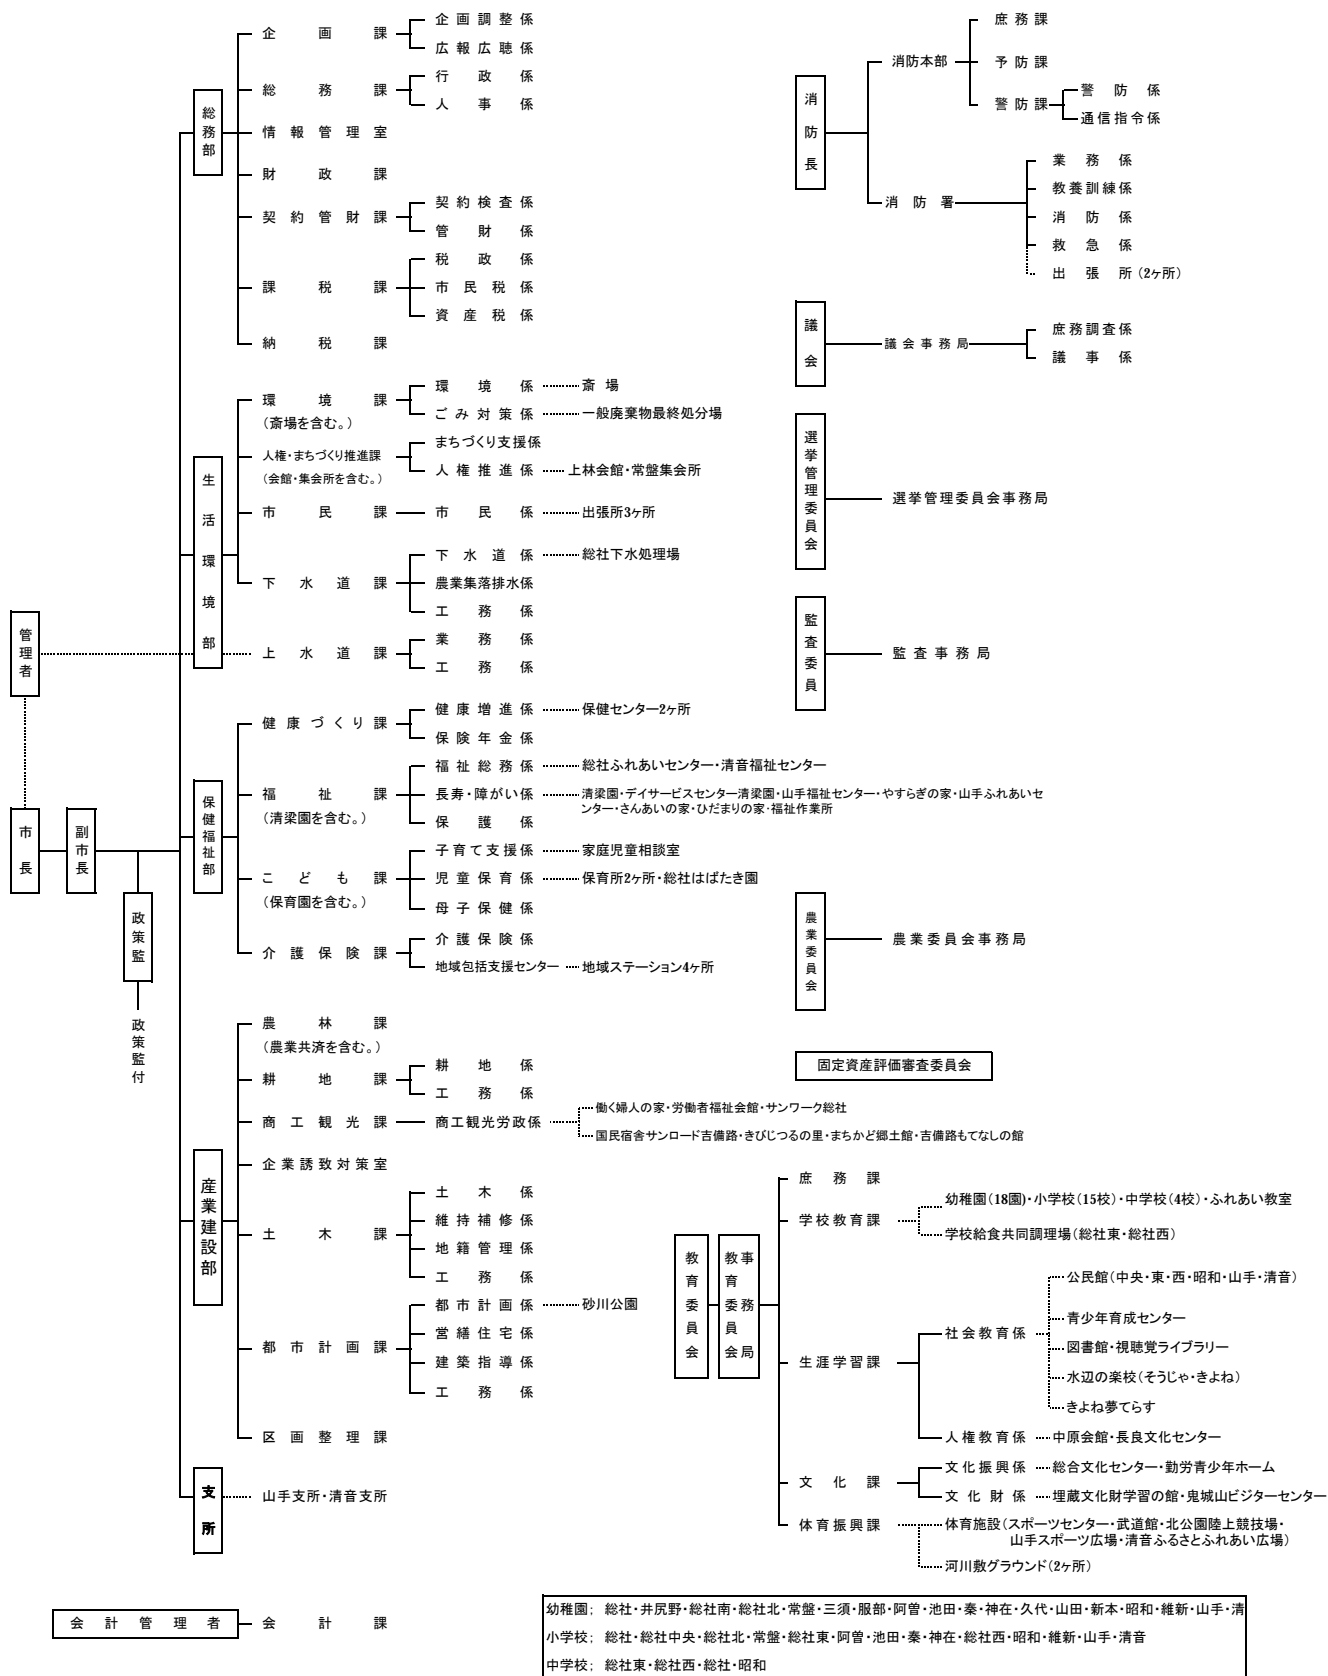 管理者
市長
副市長
政策監
政策監付
総務部
企画課
企画調整係
広報広聴係
総務課
行政係
人事係
情報管理室
財政課
契約管財課
契約検査係
管財係
課税課
税政係
市民税係
資産税係
納税課
生活環境部
環境課
(斎場を含む。)
環境係
斎場
ごみ対策係
一般廃棄物最終処分場
人権・まちづくり推進課
(会館・集会所を含む。)
まちづくり支援係
人権推進係
上林会館・常盤集会所
市民課
市民係
出張所3ヶ所
下水道課
下水道係
総社下水処理場
農業集落排水係
工務係
上水道課
業務係
工務係
保健福祉部
健康づくり課
健康増進係
保健センター2ヶ所
保険年金係
福祉課
(清梁園を含む。)
福祉総務係
総社ふれあいセンター・清音福祉センター
長寿・障がい係
清梁園・デイサービスセンター清梁園・山手福祉センター・やすらぎの家・山手ふれあいセ
ンター・さんあいの家・ひだまりの家・福祉作業所
保護係
こども課
(保育園を含む。)
子育て支援係
家庭児童相談室
児童保育係
保育所2ヶ所・総社はばたき園
母子保健係
介護保険課
介護保険係
地域包括支援センター
地域ステーション4ヶ所
産業建設部
農林課
(農業共済を含む。)
耕地課
耕地係
工務係
商工観光課
商工観光労政係
働く婦人の家・労働者福祉会館・サンワーク総社
国民宿舎サンロード吉備路・きびじつるの里・まちかど郷土館・吉備路もてなしの館
企業誘致対策室
土木課
土木係
維持補修係
地籍管理係
工務係
都市計画課
都市計画係
砂川公園
営繕住宅係
建築指導係
工務係
区画整理課
支所
山手支所・清音支所
会計管理者
会計課
消防長
消防本部
庶務課
予防課
警防課
警防係
通信指令係
消防署
業務係
教養訓練係
消防係
救急係
出張所(2ヶ所)
議会
議会事務局
庶務調査係
議事係
選挙管理委員会
選挙管理委員会事務局
監査委員
監査事務局
農業委員会
農業委員会事務局
固定資産評価審査委員会
教育委員会
教育委員会
事務局
庶務課
学校教育課
幼稚園(18園)・小学校(15校)・中学校(4校)・ふれあい教室
学校給食共同調理場(総社東・総社西)
生涯学習課
社会教育係
公民館(中央・東・西・昭和・山手・清音)
青少年育成センター
図書館・視聴覚ライブラリー
水辺の楽校(そうじゃ・きよね)
きよね夢てらす
人権教育係
中原会館・長良文化センター
文化課
文化振興係
総合文化センター・勤労青少年ホーム
文化財係
埋蔵文化財学習の館・鬼城山ビジターセンター
体育振興課
体育施設(スポーツセンター・武道館・北公園陸上競技場・
山手スポーツ広場・清音ふるさとふれあい広場)
河川敷グラウンド(2ヶ所)
幼稚園; 総社・井尻野・総社南・総社北・常盤・三須・服部・阿曽・池田・秦・神在・久代・山田・新本・昭和・維新・山手・清
小学校; 総社・総社中央・総社北・常盤・総社東・阿曽・池田・秦・神在・総社西・昭和・維新・山手・清音
中学校; 総社東・総社西・総社・昭和